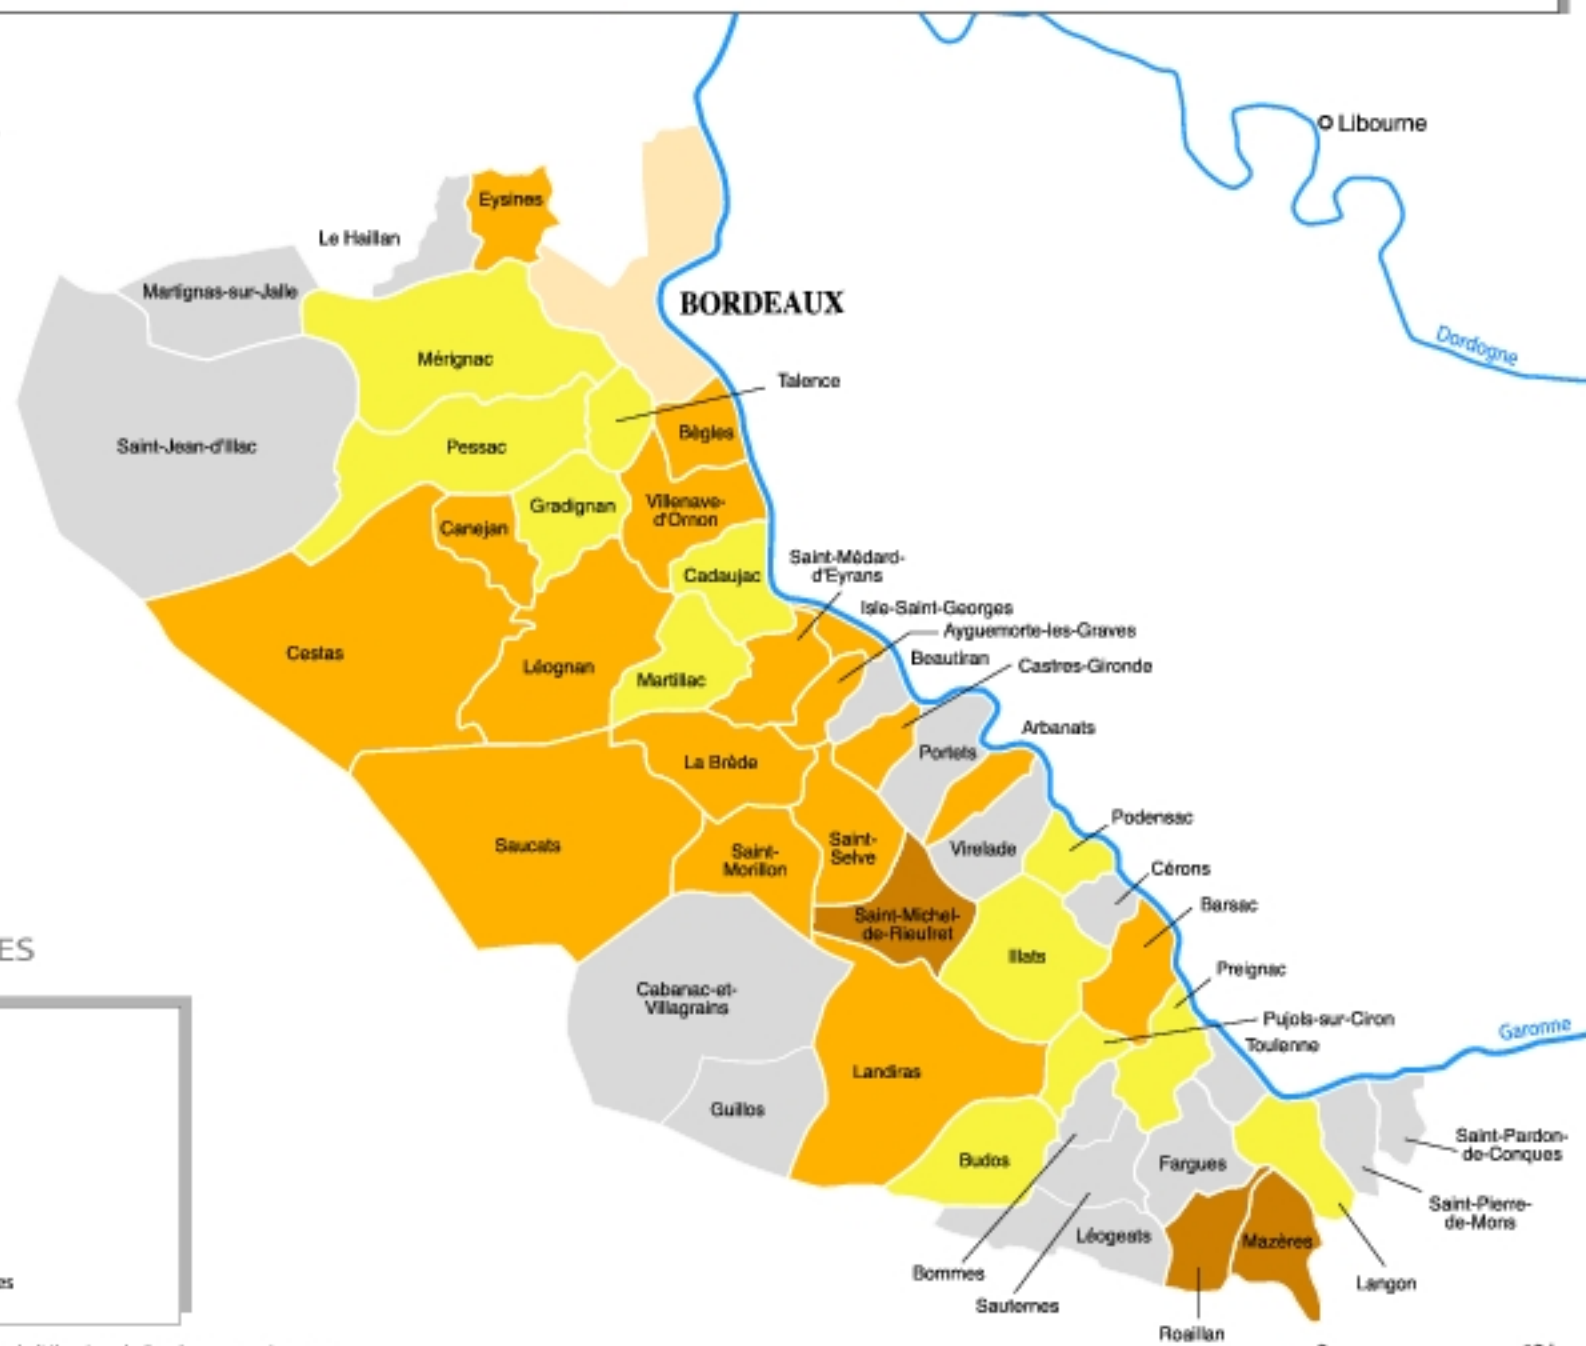 Libourne
Eysines
Le Haillan
Martignas-sur-Jalle
BORDEAUX
Dordogne
Mérignac
Talence
Saint-Jean-d'Illac
Pessac
Bègles
Gradignan
Villenave-
d'Ornon
Canejan
Cadaujac
Saint-Médard-
d'Eyrans
Isle-Saint-Georges
Ayguemorte-les-Graves
Beautiran
Castres-Gironde
Cestas
Léognan
Martillac
Arbanats
Portets
La Brède
Podensac
Saucats
Saint-
Morillon
Saint-
Selve
Virelade
Cérons
Barsac
Saint-Michel-
de-Rieufret
Illats
ES
Preignac
Cabanac-et-
Villagrains
Pujols-sur-Ciron
Toulenne
Garonne
Landiras
Guillos
Budos
Fargues
Saint-Pardon-
de-Conques
Saint-Pierre-
de-Mons
Léogeats
Mazères
Bommes
Langon
es
Sauternes
Roaillan